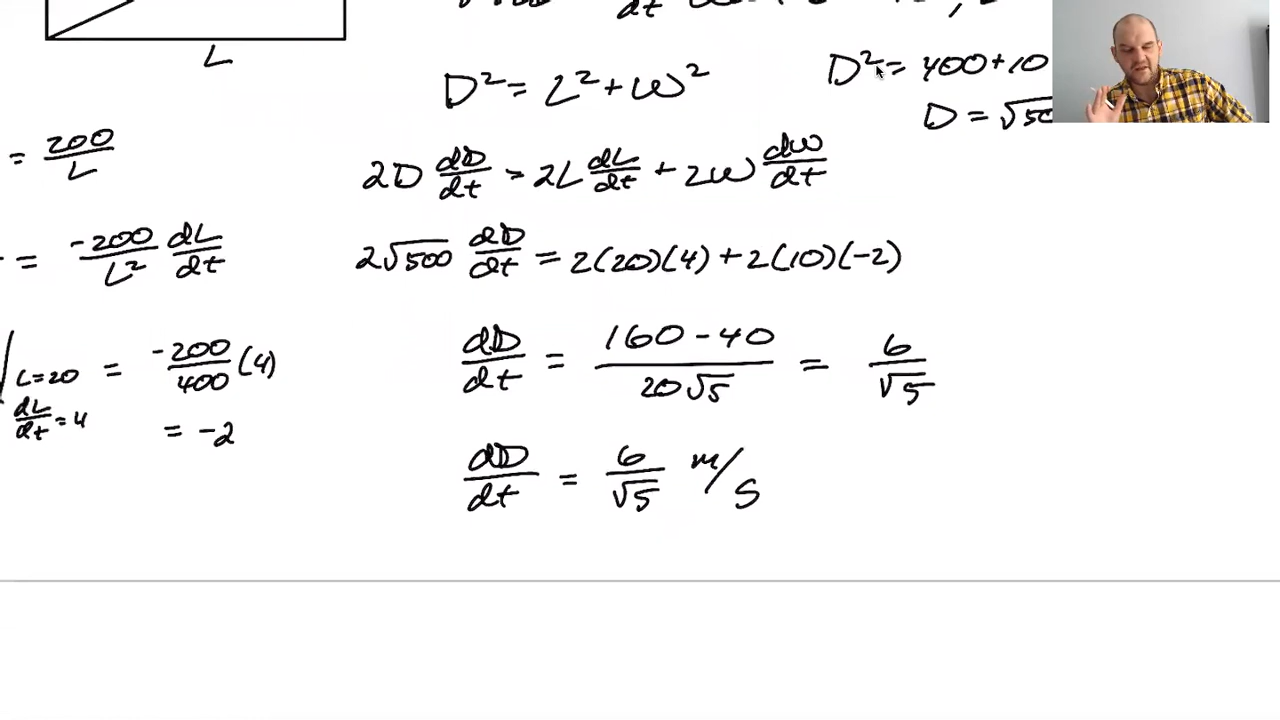 L
D² = L² + W²
D² = 400 + 10
D = √50
= 200/L
2D dD/dt = 2L dL/dt + 2W dW/dt
= -200/L² dL/dt
2√500 dD/dt = 2(20)(4) + 2(10)(-2)
L=20 = -200/400 (4)
dL/dt = 4
= -2
dD/dt = (160 - 40)/(20√5) = 6/√5
dD/dt = 6/√5 m/s